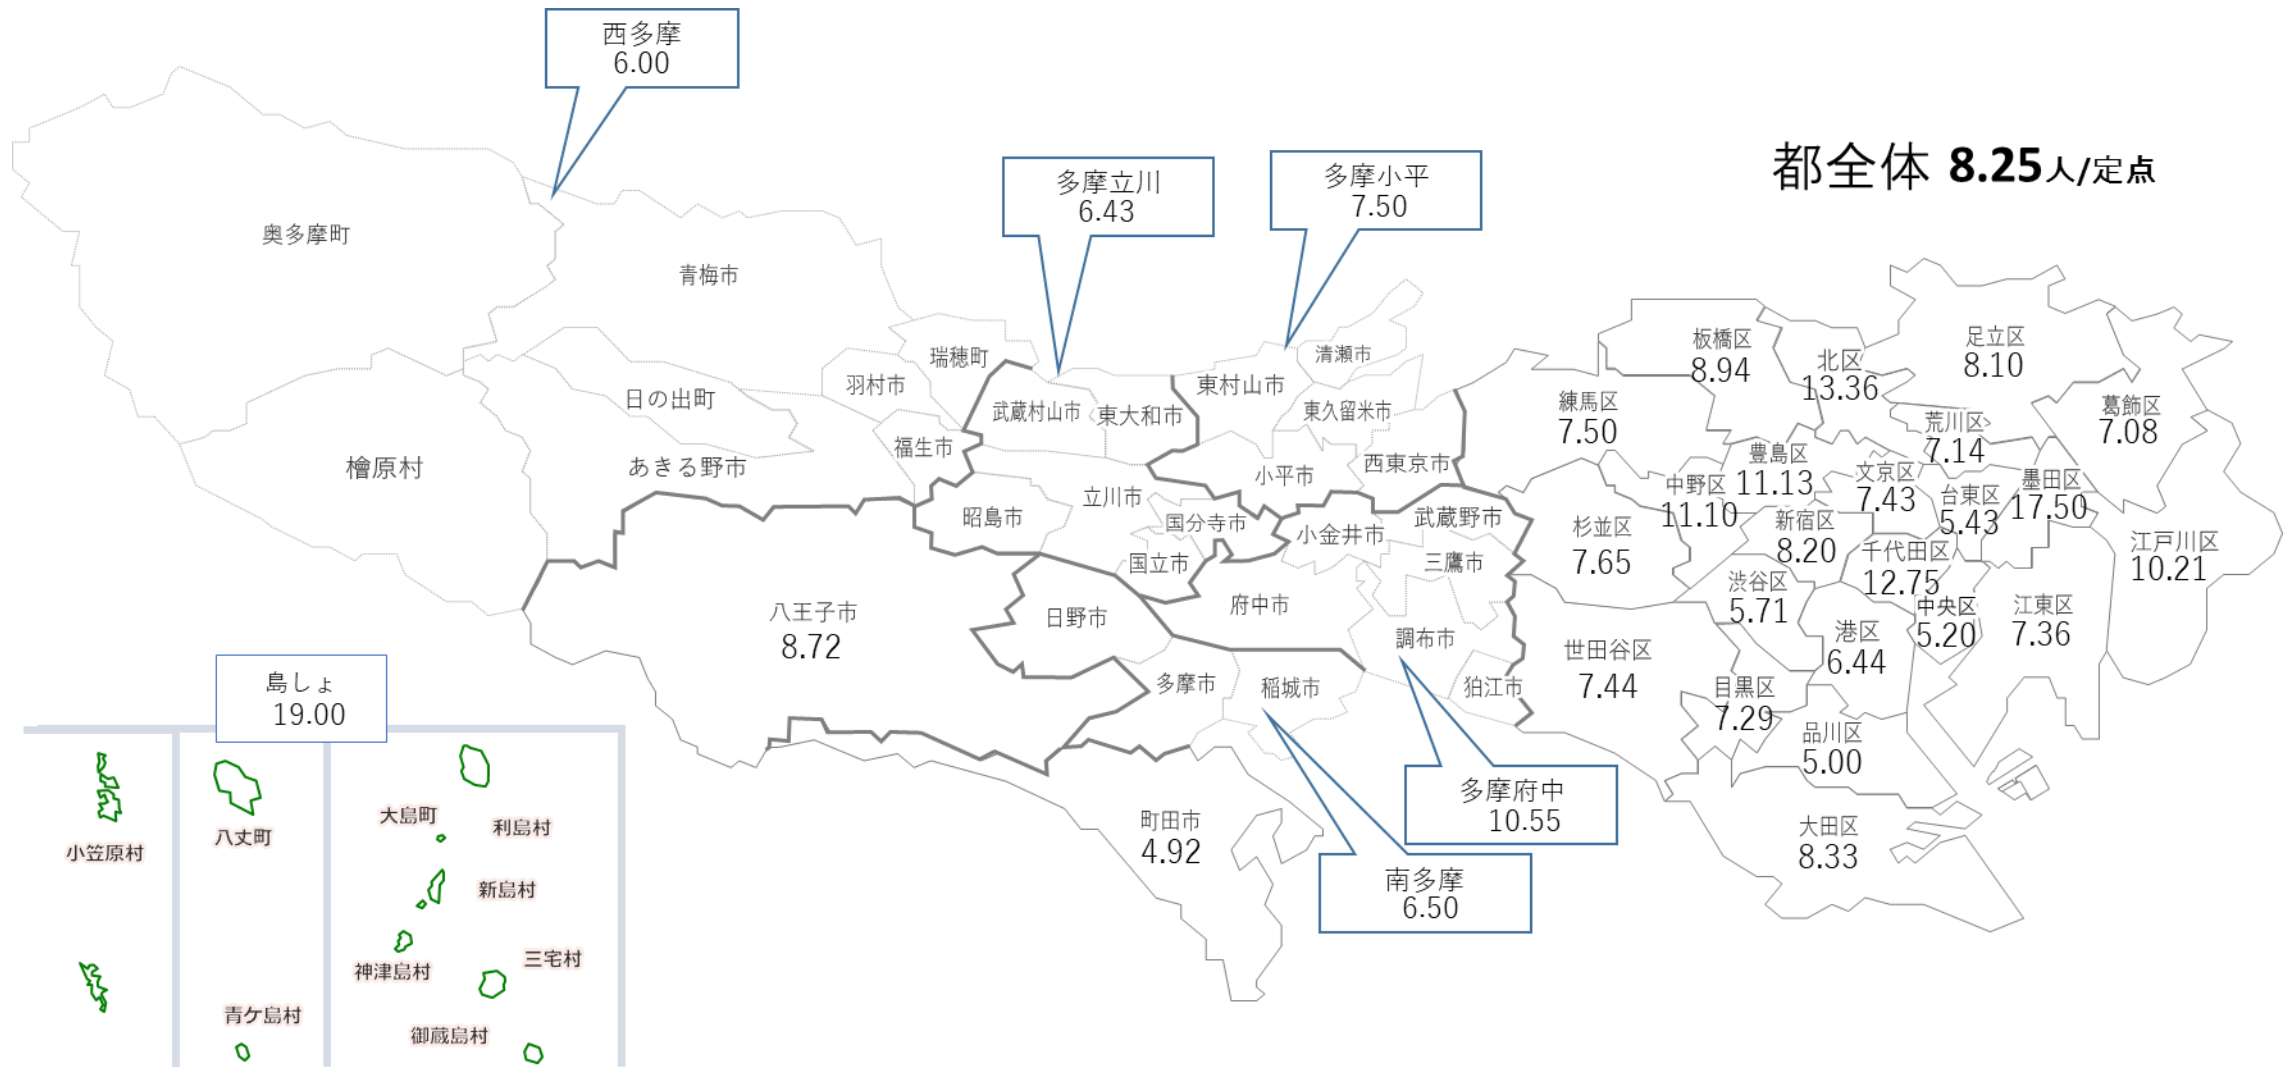 西多摩
6.00
多摩立川
6.43
多摩小平
7.50
都全体 8.25人/定点
奥多摩町
青梅市
瑞穂町
羽村市
日の出町
福生市
あきる野市
檜原村
武蔵村山市
東大和市
東村山市
清瀬市
東久留米市
小平市
西東京市
立川市
昭島市
国分寺市
国立市
小金井市
武蔵野市
三鷹市
府中市
調布市
狛江市
八王子市
8.72
日野市
多摩市
稲城市
町田市
4.92
多摩府中
10.55
南多摩
6.50
板橋区
8.94
北区
13.36
足立区
8.10
練馬区
7.50
荒川区
7.14
葛飾区
7.08
豊島区
11.13
中野区
11.10
文京区
7.43
台東区
5.43
墨田区
17.50
杉並区
7.65
新宿区
8.20
千代田区
12.75
江戸川区
10.21
渋谷区
5.71
中央区
5.20
江東区
7.36
港区
6.44
世田谷区
7.44
目黒区
7.29
品川区
5.00
大田区
8.33
島しょ
19.00
小笠原村
八丈町
青ケ島村
大島町
利島村
新島村
神津島村
三宅村
御蔵島村